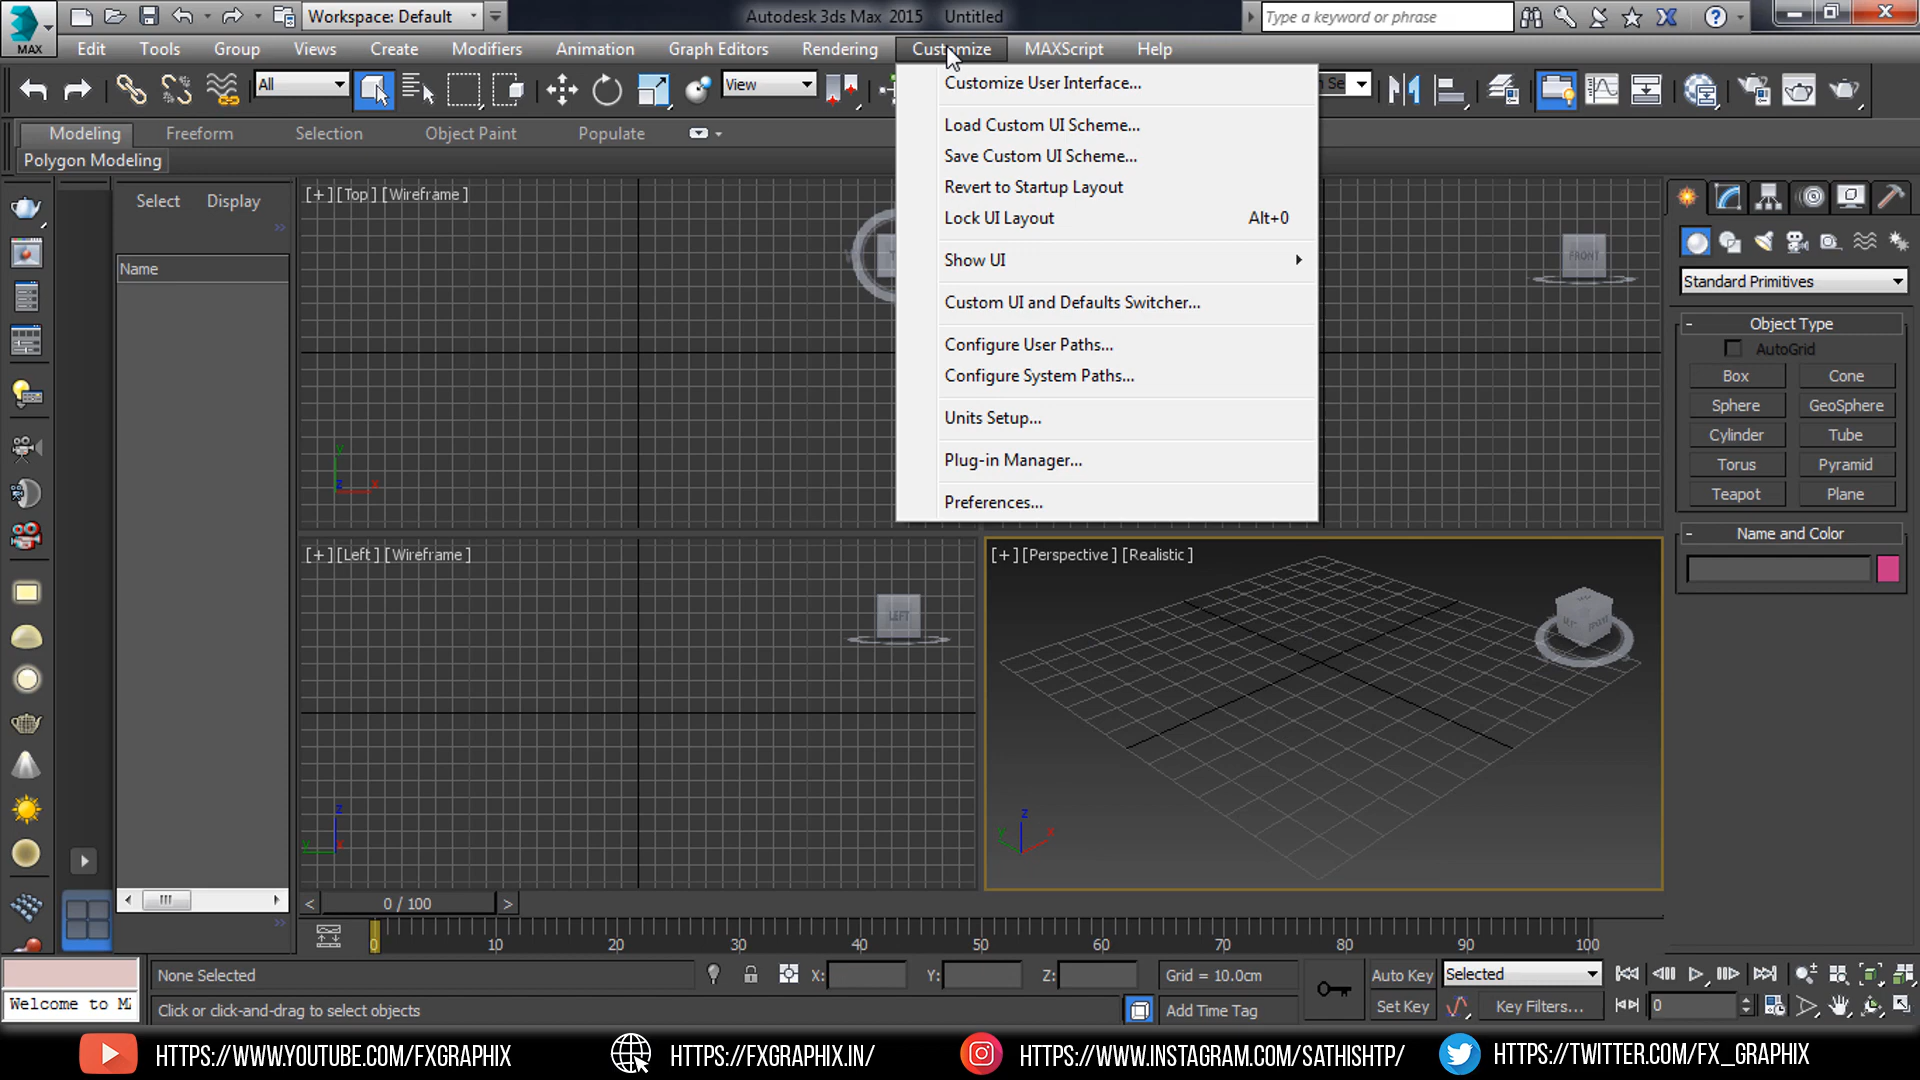 MAX
Workspace: Default
Autodesk 3ds Max 2015 Untitled
Type a keyword or phrase
Edit Tools Group Views Create Modifiers Animation Graph Editors Rendering Customize MAXScript Help
All
View
Se
Modeling Freeform Selection Object Paint Populate
Polygon Modeling
Select Display
Name
[+] [Top] [Wireframe]
Customize User Interface...
Load Custom UI Scheme...
Save Custom UI Scheme...
Revert to Startup Layout
Lock UI Layout Alt+0
Show UI
Custom UI and Defaults Switcher...
Configure User Paths...
Configure System Paths...
Units Setup...
Plug-in Manager...
Preferences...
FRONT
Standard Primitives
- Object Type
AutoGrid
Box Cone
Sphere GeoSphere
Cylinder Tube
Torus Pyramid
Teapot Plane
- Name and Color
y
z x
[+] [Left] [Wireframe]
LEFT
z
y x
[+] [Perspective] [Realistic]
FRONT
z
y x
< 0 / 100 >
0 10 20 30 40 50 60 70 80 90 100
None Selected X: Y: Z: Grid = 10.0cm Auto Key Selected
Welcome to M
Click or click-and-drag to select objects Add Time Tag Set Key Key Filters... 0
HTTPS://WWW.YOUTUBE.COM/FXGRAPHIX HTTPS://FXGRAPHIX.IN/ HTTPS://WWW.INSTAGRAM.COM/SATHISHTP/ HTTPS://TWITTER.COM/FX_GRAPHIX